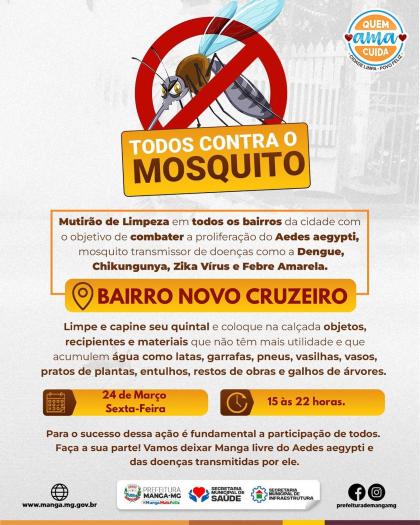 QUEM
ama
CUIDA
CIDADE LIMPA - POVO FELIZ
TODOS CONTRA O
MOSQUITO
Mutirão de Limpeza em todos os bairros da cidade com
o objetivo de combater a proliferação do Aedes aegypti,
mosquito transmissor de doenças como a Dengue,
Chikungunya, Zika Vírus e Febre Amarela.
BAIRRO NOVO CRUZEIRO
Limpe e capine seu quintal e coloque na calçada objetos,
recipientes e materiais que não têm mais utilidade e que
acumulem água como latas, garrafas, pneus, vasilhas, vasos,
pratos de plantas, entulhos, restos de obras e galhos de árvores.
24 de Março
Sexta-Feira
15 às 22 horas.
Para o sucesso dessa ação é fundamental a participação de todos.
Faça a sua parte! Vamos deixar Manga livre do Aedes aegypti e
das doenças transmitidas por ele.
www.manga.mg.gov.br
PREFEITURA
MANGA-MG
#MangaMaisFeliz
SECRETARIA
MUNICIPAL DE
SAÚDE
SECRETARIA
MUNICIPAL DE
INFRAESTRUTURA
prefeiturademangamg